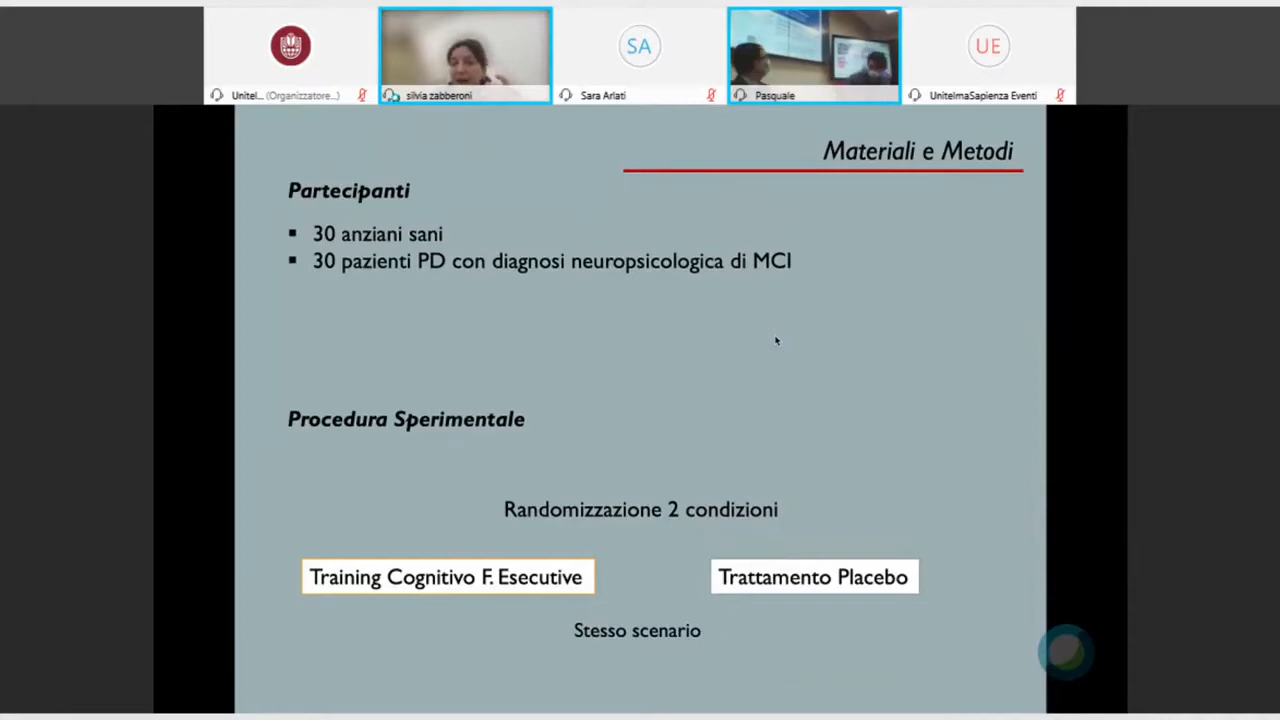 SA
UE
Unitel... (Organizzatore...)
silvia zabberoni
Sara Arlati
Pasquale
UnitelmaSapienza Eventi
Materiali e Metodi
Partecipanti
▪ 30 anziani sani
▪ 30 pazienti PD con diagnosi neuropsicologica di MCI
Procedura Sperimentale
Randomizzazione 2 condizioni
Training Cognitivo F. Esecutive
Trattamento Placebo
Stesso scenario